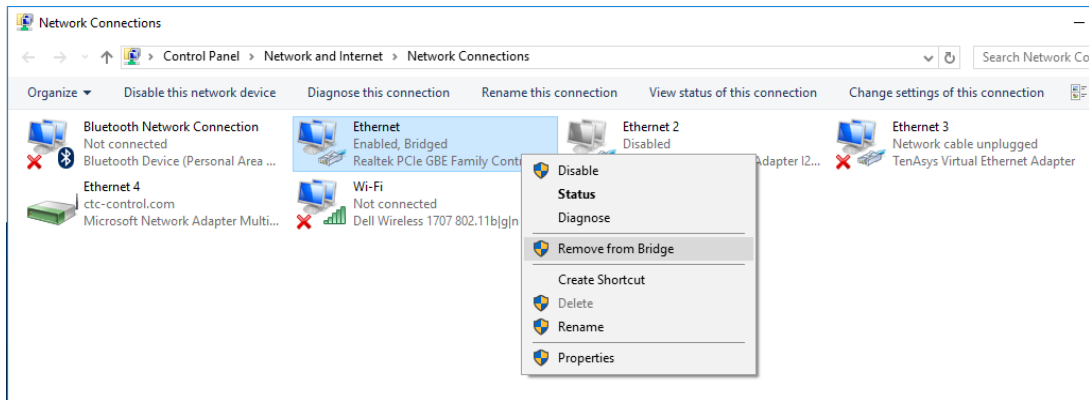 Network Connections
Control Panel > Network and Internet > Network Connections
Search Network Co
Organize
Disable this network device
Diagnose this connection
Rename this connection
View status of this connection
Change settings of this connection
Bluetooth Network Connection
Not connected
Bluetooth Device (Personal Area ...
Ethernet
Enabled, Bridged
Realtek PCIe GBE Family Cont
Ethernet 2
Disabled
Adapter I2...
Ethernet 3
Network cable unplugged
TenAsys Virtual Ethernet Adapter
Ethernet 4
ctc-control.com
Microsoft Network Adapter Multi...
Wi-Fi
Not connected
Dell Wireless 1707 802.11b|g|n
Disable
Status
Diagnose
Remove from Bridge
Create Shortcut
Delete
Rename
Properties